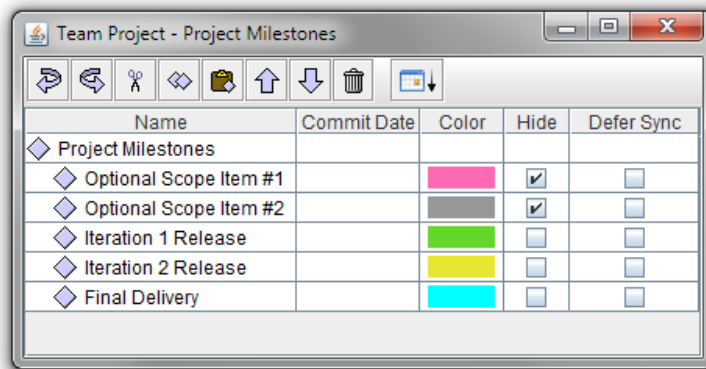 Team Project - Project Milestones
Name Commit Date Color Hide Defer Sync
Project Milestones
Optional Scope Item #1
Optional Scope Item #2
Iteration 1 Release
Iteration 2 Release
Final Delivery